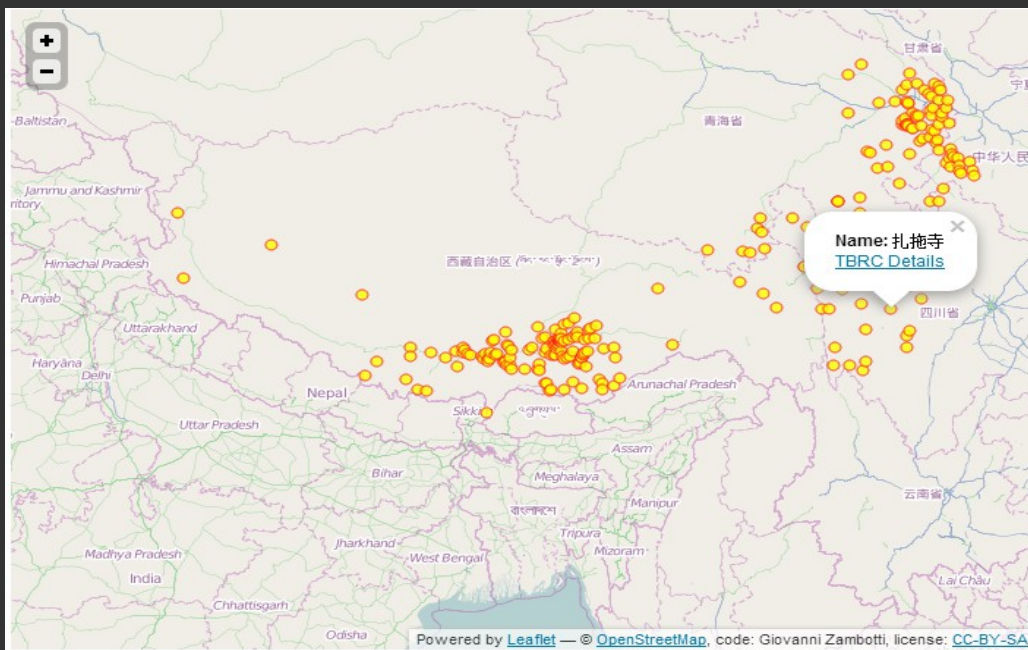 +
−
甘肃省
Baltistan
青海省
中华人民
Jammu and Kashmir
ritory
×
Name: 扎拖寺
TBRC Details
西藏自治区
Himachal Pradesh
Punjab
四川省
Uttarakhand
Haryāna
Delhi
Nepal
Arunachal Pradesh
Uttar Pradesh
Assam
Bihar
Meghalaya
云南省
Manipur
বাংলাদেশ
Tripura
Jharkhand
West Bengal
Mizoram
Madhya Pradesh
India
Lai Châu
Chhattisgarh
Odisha
Powered by Leaflet — © OpenStreetMap, code: Giovanni Zambotti, license: CC-BY-SA